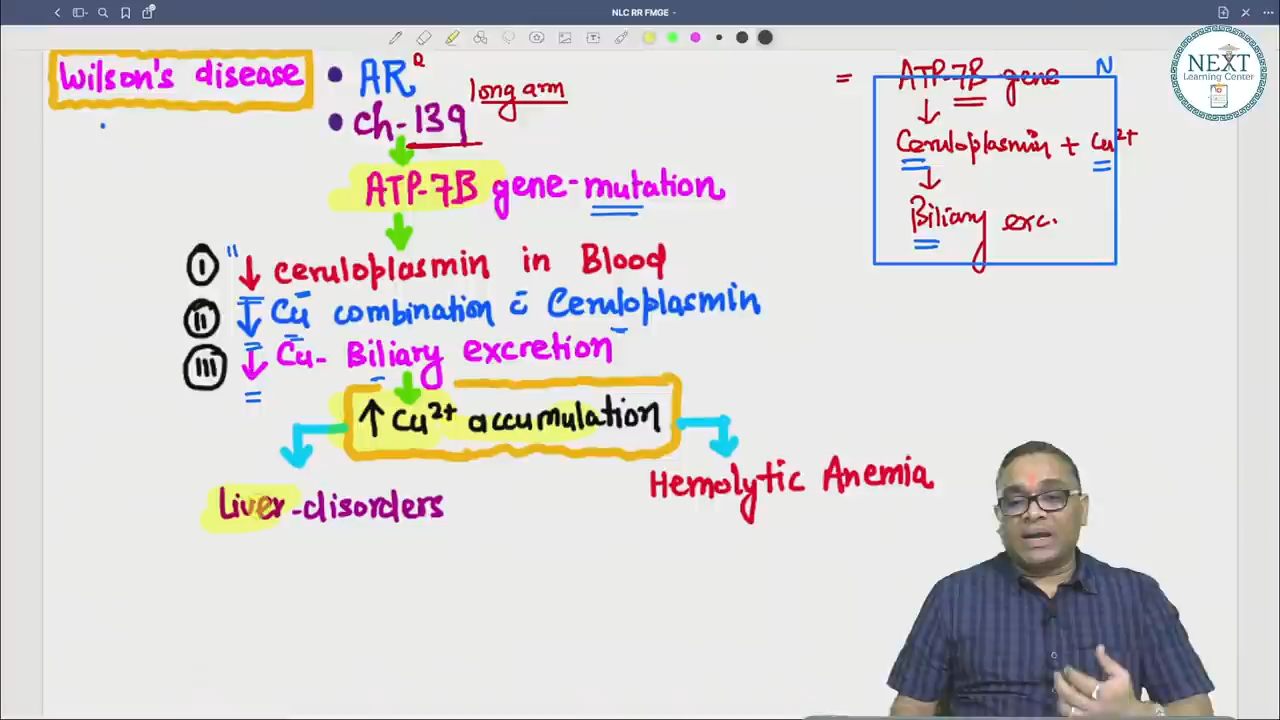 NLC RR FMGE
NEXT
Learning Center
Wilson's disease
• AR
• Ch-13q long arm
ATP-7B gene-mutation
I ↓ ceruloplasmin in Blood
II ↓ Cu combination c̄ Ceruloplasmin
III ↓ Cu- Biliary excretion
↑ Cu2+ accumulation
Liver-disorders
Hemolytic Anemia
= ATP-7B gene N
↓
Ceruloplasmin + Cu2+
↓
Biliary exc.